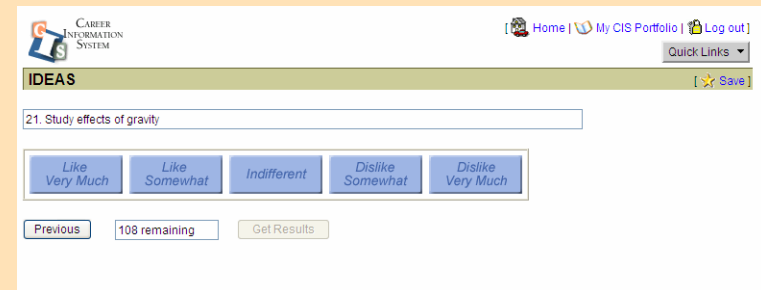 CAREER
INFORMATION
SYSTEM
CIS
[ Home | My CIS Portfolio | Log out ]
Quick Links
IDEAS
[ Save ]
21. Study effects of gravity
Like
Very Much
Like
Somewhat
Indifferent
Dislike
Somewhat
Dislike
Very Much
Previous
108 remaining
Get Results